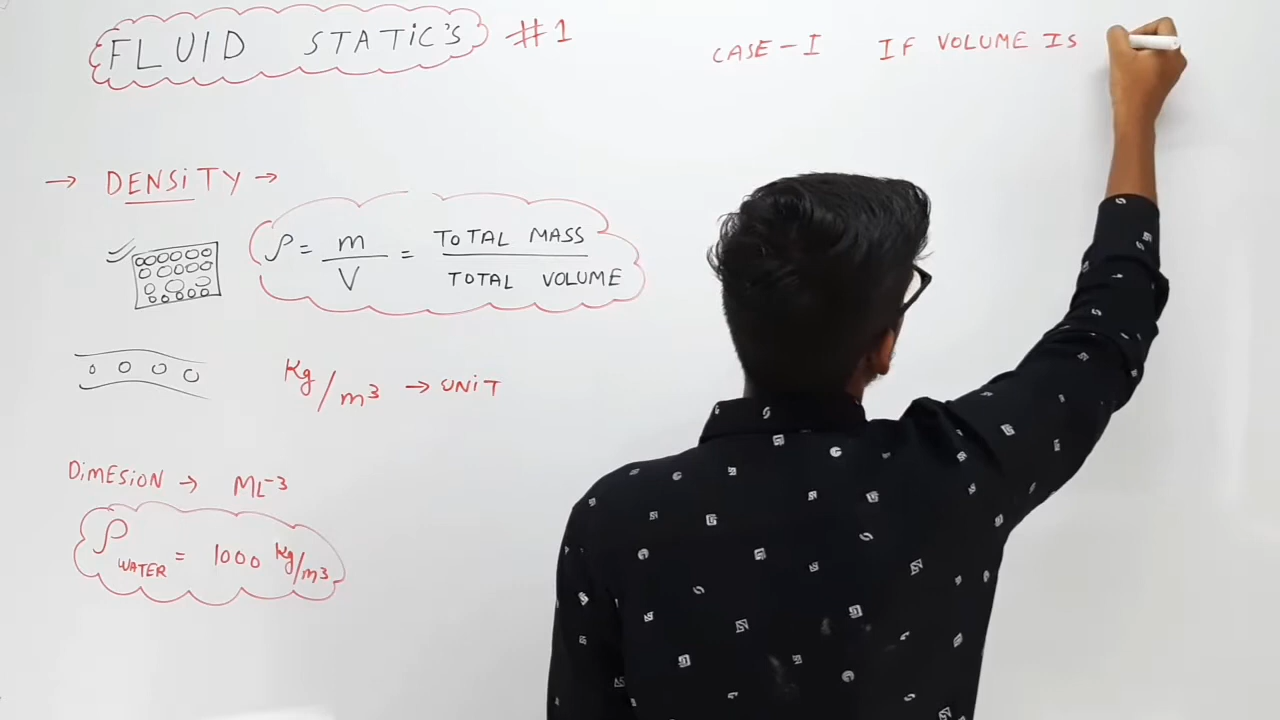 FLUID STATIC'S #1
→ DENSITY →
ρ = m/V = TOTAL MASS / TOTAL VOLUME
Kg/m³ → UNIT
DIMESION → ML⁻³
ρ WATER = 1000 Kg/m³
CASE - I IF VOLUME IS